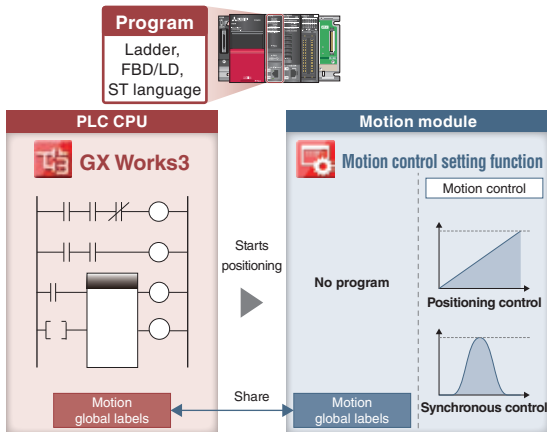 Program
Ladder,
FBD/LD,
ST language
PLC CPU
GX Works3
Motion module
Motion control setting function
Motion control
Starts
positioning
No program
Positioning control
Synchronous control
Motion
global labels
Share
Motion
global labels